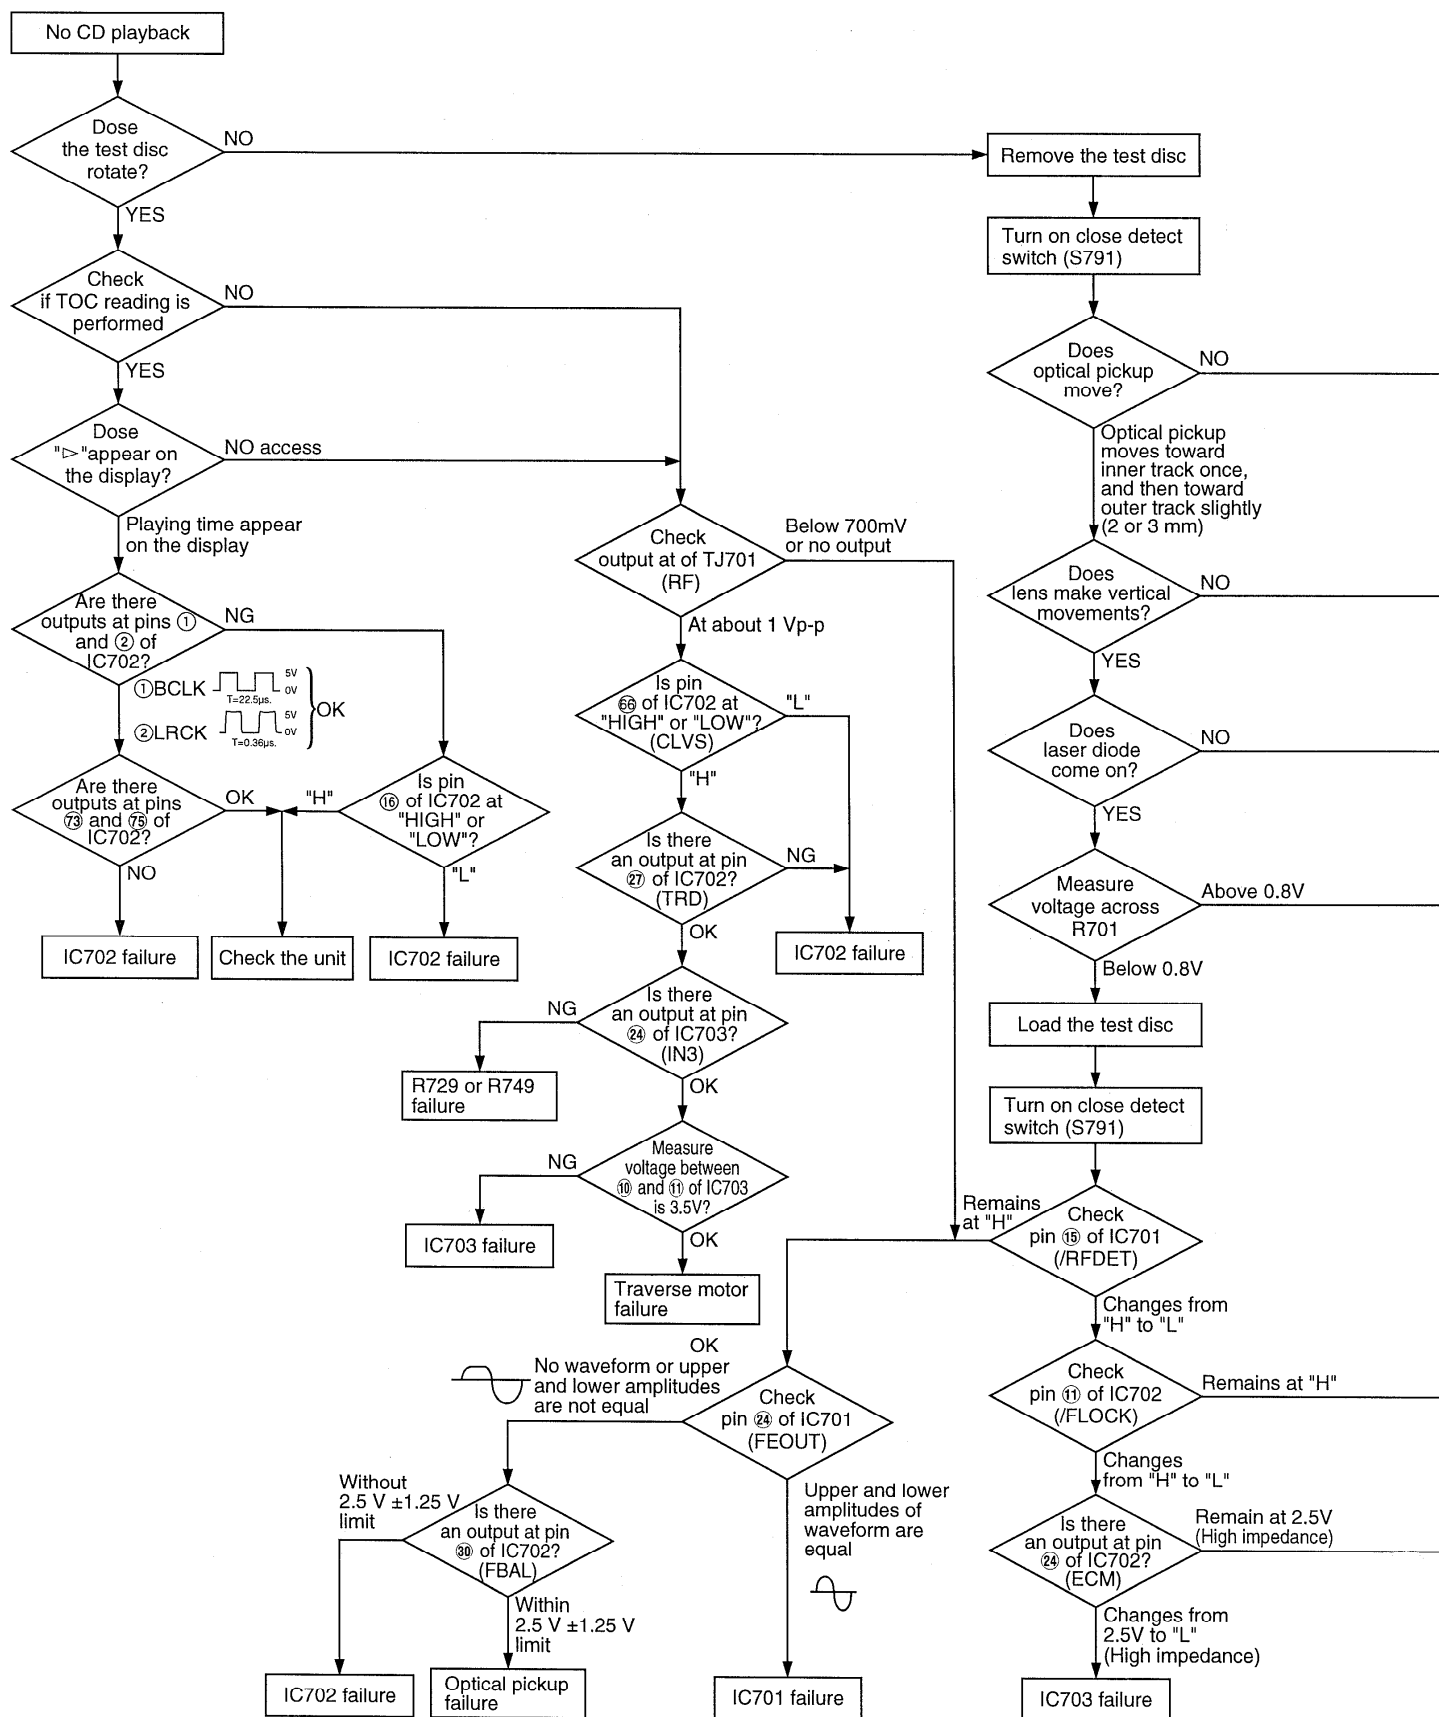 No CD playback
Dose
the test disc
rotate?
NO
YES
Check
if TOC reading is
performed
NO
YES
Dose
"▷"appear on
the display?
NO access
Playing time appear
on the display
Are there
outputs at pins ①
and ② of
IC702?
NG
①BCLK
5V
0V
T=22.5µs.
②LRCK
5V
0V
T=0.36µs.
OK
Are there
outputs at pins
73 and 75 of
IC702?
OK
NO
"H"
Is pin
⑯ of IC702 at
"HIGH" or
"LOW"?
"L"
IC702 failure
Check the unit
IC702 failure
Check
output at of TJ701
(RF)
Below 700mV
or no output
At about 1 Vp-p
Is pin
66 of IC702 at
"HIGH" or "LOW"?
(CLVS)
"L"
"H"
Is there
an output at pin
㉗ of IC702?
(TRD)
NG
OK
IC702 failure
Is there
an output at pin
㉔ of IC703?
(IN3)
NG
OK
R729 or R749
failure
Measure
voltage between
⑩ and ⑪ of IC703
is 3.5V?
NG
OK
IC703 failure
Traverse motor
failure
Remove the test disc
Turn on close detect
switch (S791)
Does
optical pickup
move?
NO
Optical pickup
moves toward
inner track once,
and then toward
outer track slightly
(2 or 3 mm)
Does
lens make vertical
movements?
NO
YES
Does
laser diode
come on?
NO
YES
Measure
voltage across
R701
Above 0.8V
Below 0.8V
Load the test disc
Turn on close detect
switch (S791)
Check
pin ⑮ of IC701
(/RFDET)
Remains
at "H"
Changes from
"H" to "L"
Check
pin ⑪ of IC702
(/FLOCK)
Remains at "H"
Changes
from "H" to "L"
Is there
an output at pin
㉔ of IC702?
(ECM)
Remain at 2.5V
(High impedance)
Changes from
2.5V to "L"
(High impedance)
IC703 failure
OK
No waveform or upper
and lower amplitudes
are not equal
Check
pin ㉔ of IC701
(FEOUT)
Upper and lower
amplitudes of
waveform are
equal
IC701 failure
Without
2.5 V ±1.25 V
limit
Is there
an output at pin
㉚ of IC702?
(FBAL)
Within
2.5 V ±1.25 V
limit
IC702 failure
Optical pickup
failure